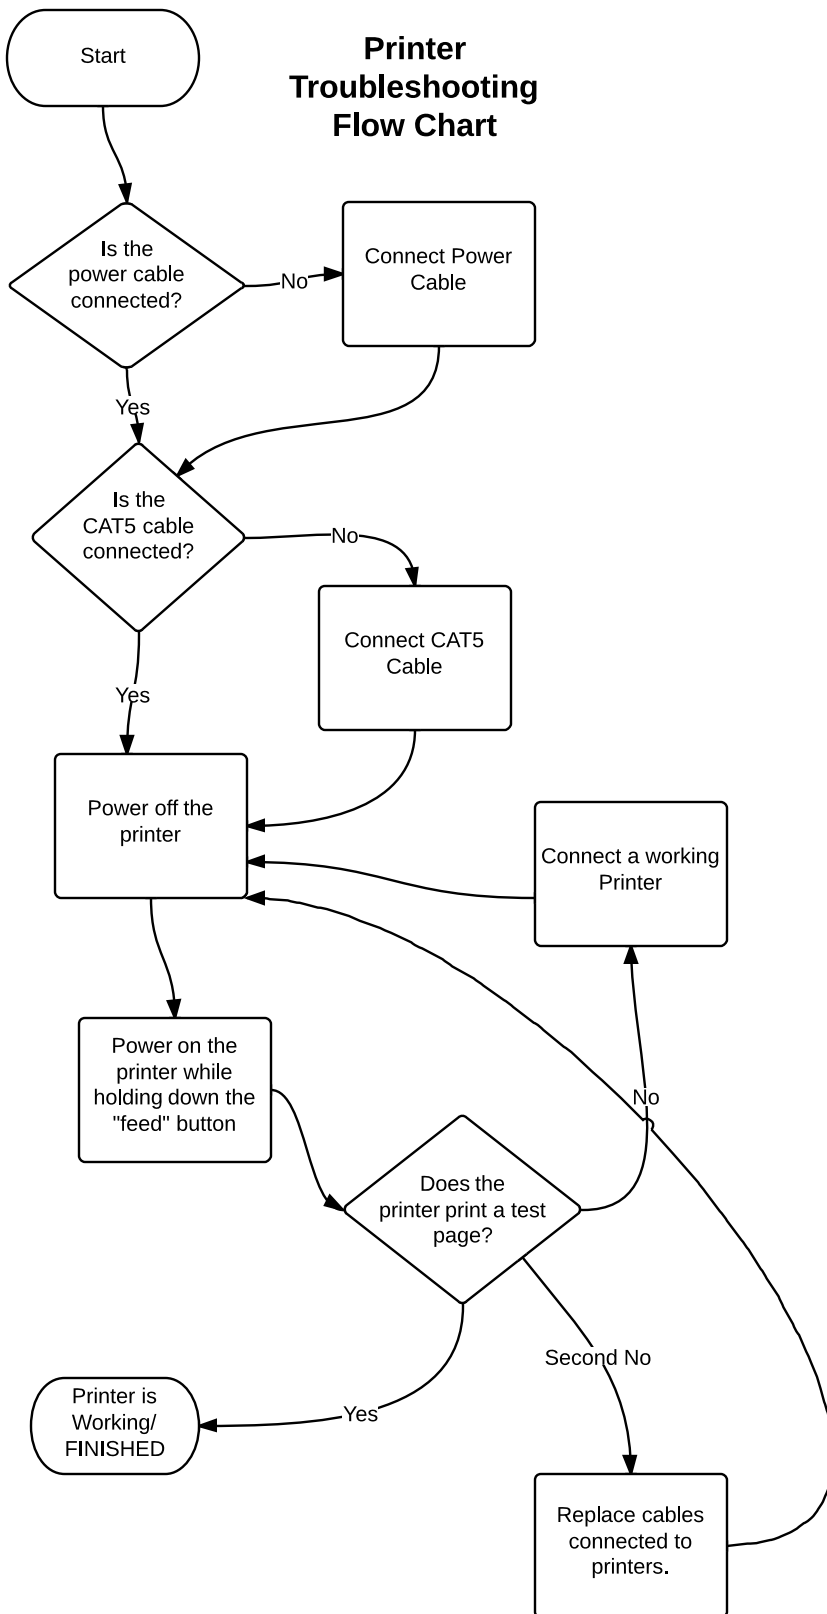 Start
Printer
Troubleshooting
Flow Chart
Is the
power cable
connected?
No
Connect Power
Cable
Yes
Is the
CAT5 cable
connected?
No
Connect CAT5
Cable
Yes
Power off the
printer
Connect a working
Printer
Power on the
printer while
holding down the
"feed" button
No
Does the
printer print a test
page?
Second No
Yes
Printer is
Working/
FINISHED
Replace cables
connected to
printers.